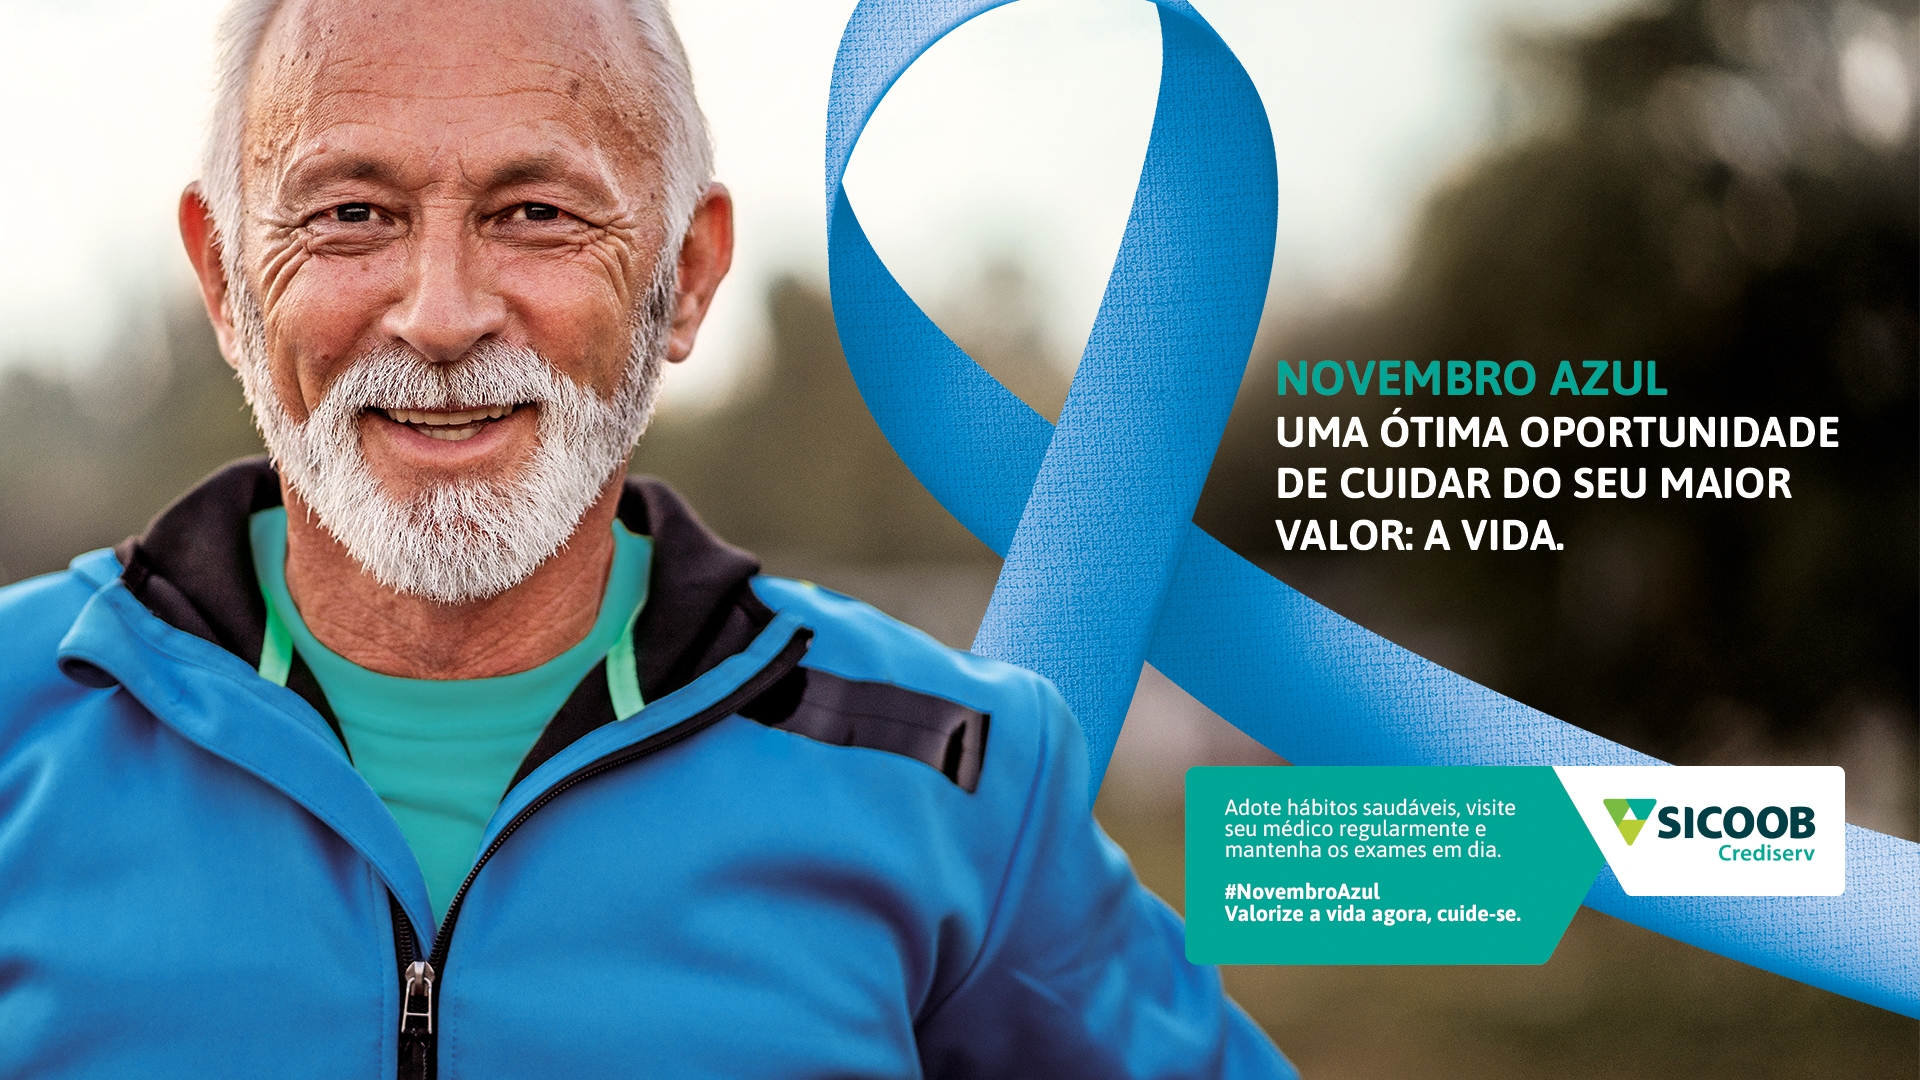 NOVEMBRO AZUL
UMA ÓTIMA OPORTUNIDADE
DE CUIDAR DO SEU MAIOR
VALOR: A VIDA.
Adote hábitos saudáveis, visite
seu médico regularmente e
mantenha os exames em dia.
#NovembroAzul
Valorize a vida agora, cuide-se.
SICOOB
Crediserv